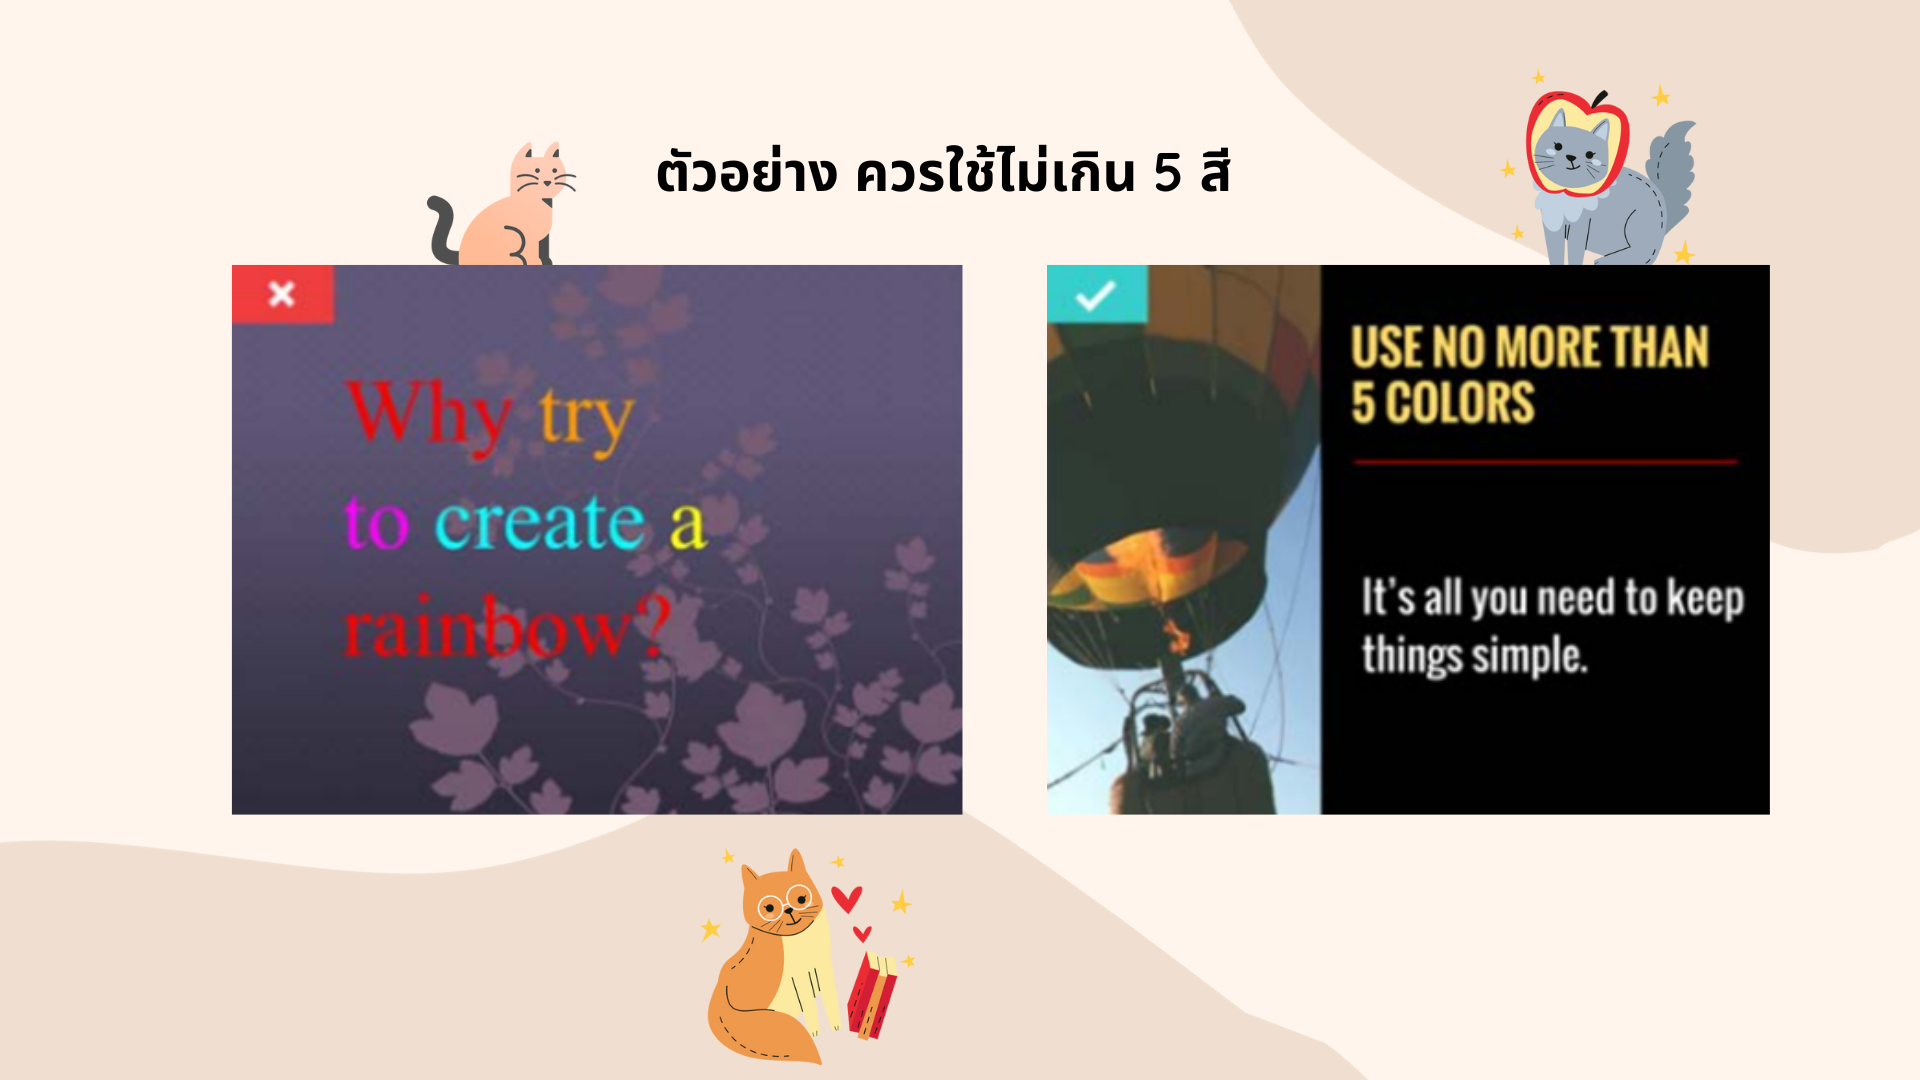 ตัวอย่าง ควรใช้ไม่เกิน 5 สี
Why try
to create a
rainbow?
USE NO MORE THAN
5 COLORS
It's all you need to keep
things simple.